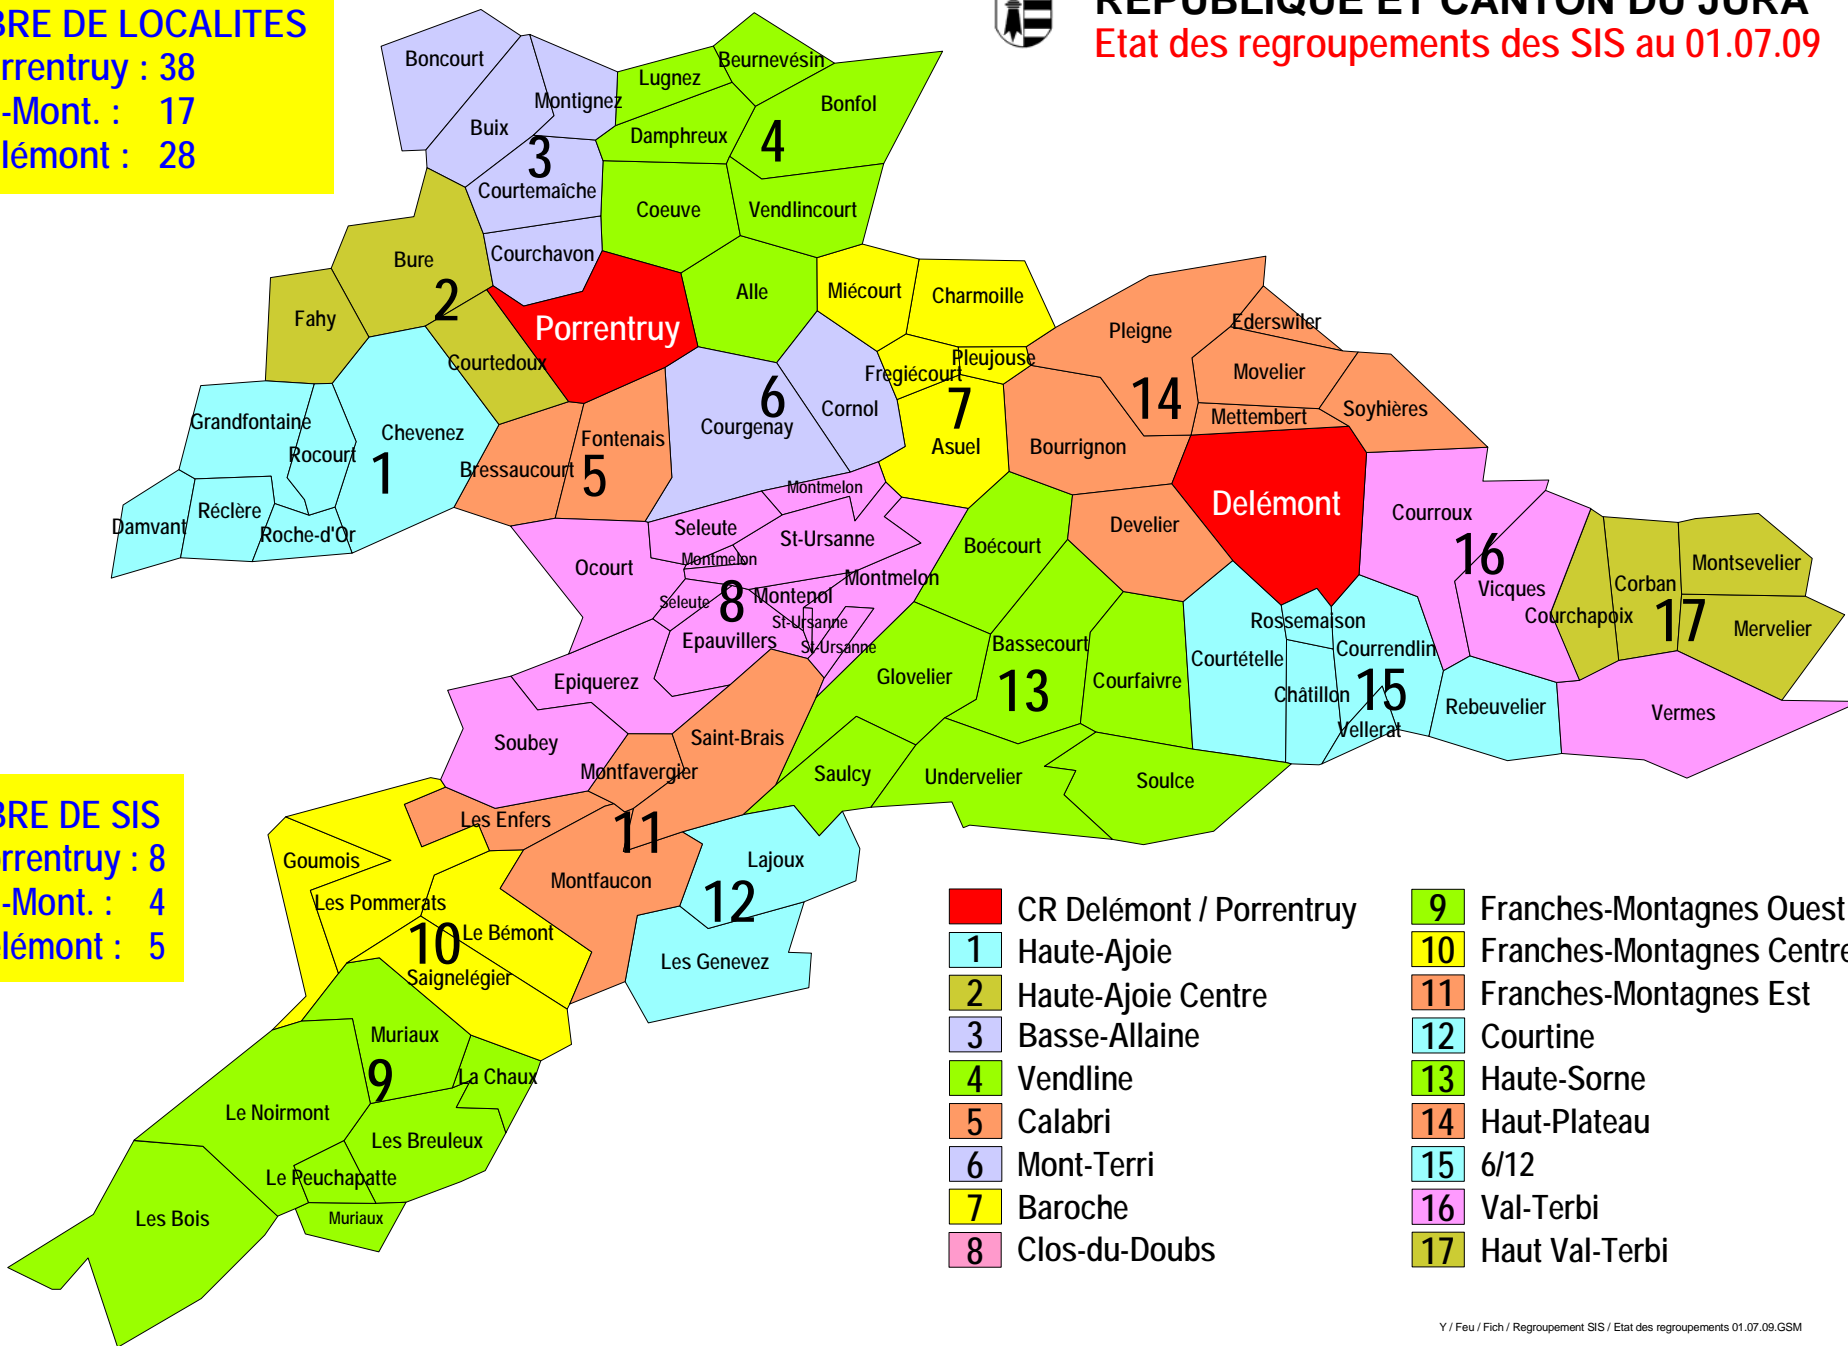 RÉPUBLIQUE ET CANTON DU JURA
Etat des regroupements des SIS au 01.07.09
BRE DE LOCALITES
rrentruy : 38
-Mont. : 17
lémont : 28
Boncourt
Buix
Montignez
3
Courtemaîche
Courchavon
Lugnez
Beurnevésin
Bonfol
Damphreux
4
Coeuve
Vendlincourt
Alle
Bure
2
Fahy
Courtedoux
Porrentruy
Miécourt
Charmoille
Pleujouse
Fregiécourt
7
Asuel
Grandfontaine
Rocourt
Chevenez
1
Damvant
Réclère
Roche-d'Or
Bressaucourt
Fontenais
5
6
Courgenay
Cornol
Pleigne
Ederswiler
Movelier
14
Mettembert
Soyhières
Bourrignon
Develier
Delémont
Montmelon
Seleute
St-Ursanne
Montmelon
Ocourt
Montmelon
Seleute
8
Montenol
St-Ursanne
Epauvillers
St-Ursanne
Epiquerez
Soubey
Boécourt
Bassecourt
Glovelier
13
Courfaivre
Saulcy
Undervelier
Soulce
Rossemaison
Courtételle
Courrendlin
Châtillon
15
Vellerat
Rebeuvelier
Courroux
16
Vicques
Vermes
Courchapoix
Corban
17
Montsevelier
Mervelier
Saint-Brais
Montfavergier
Les Enfers
11
Montfaucon
Lajoux
12
Les Genevez
Goumois
Les Pommerats
10
Le Bémont
Saignelégier
Muriaux
9
La Chaux
Le Noirmont
Les Breuleux
Le Peuchapatte
Les Bois
Muriaux
BRE DE SIS
orrentruy : 8
-Mont. : 4
elémont : 5
CR Delémont / Porrentruy
1 Haute-Ajoie
2 Haute-Ajoie Centre
3 Basse-Allaine
4 Vendline
5 Calabri
6 Mont-Terri
7 Baroche
8 Clos-du-Doubs
9 Franches-Montagnes Ouest
10 Franches-Montagnes Centre
11 Franches-Montagnes Est
12 Courtine
13 Haute-Sorne
14 Haut-Plateau
15 6/12
16 Val-Terbi
17 Haut Val-Terbi
Y / Feu / Fich / Regroupement SIS / Etat des regroupements 01.07.09.GSM